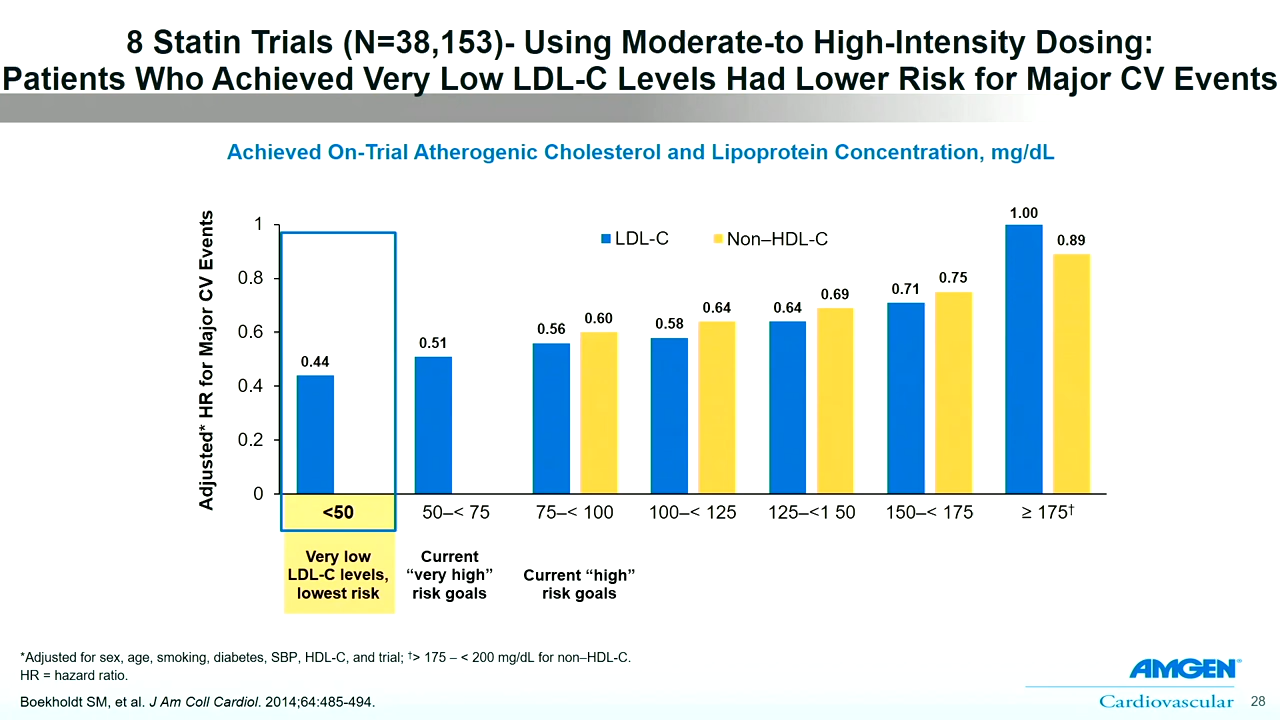 8 Statin Trials (N=38,153)- Using Moderate-to High-Intensity Dosing:
Patients Who Achieved Very Low LDL-C Levels Had Lower Risk for Major CV Events
Achieved On-Trial Atherogenic Cholesterol and Lipoprotein Concentration, mg/dL
Adjusted* HR for Major CV Events
1
0.8
0.6
0.4
0.2
0
LDL-C
Non–HDL-C
0.44
0.51
0.56
0.60
0.58
0.64
0.64
0.69
0.71
0.75
1.00
0.89
<50
50–< 75
75–< 100
100–< 125
125–<1 50
150–< 175
≥ 175†
Very low
LDL-C levels,
lowest risk
Current
“very high”
risk goals
Current “high”
risk goals
*Adjusted for sex, age, smoking, diabetes, SBP, HDL-C, and trial; †> 175 – < 200 mg/dL for non–HDL-C.
HR = hazard ratio.
Boekholdt SM, et al. J Am Coll Cardiol. 2014;64:485-494.
AMGEN®
Cardiovascular
28